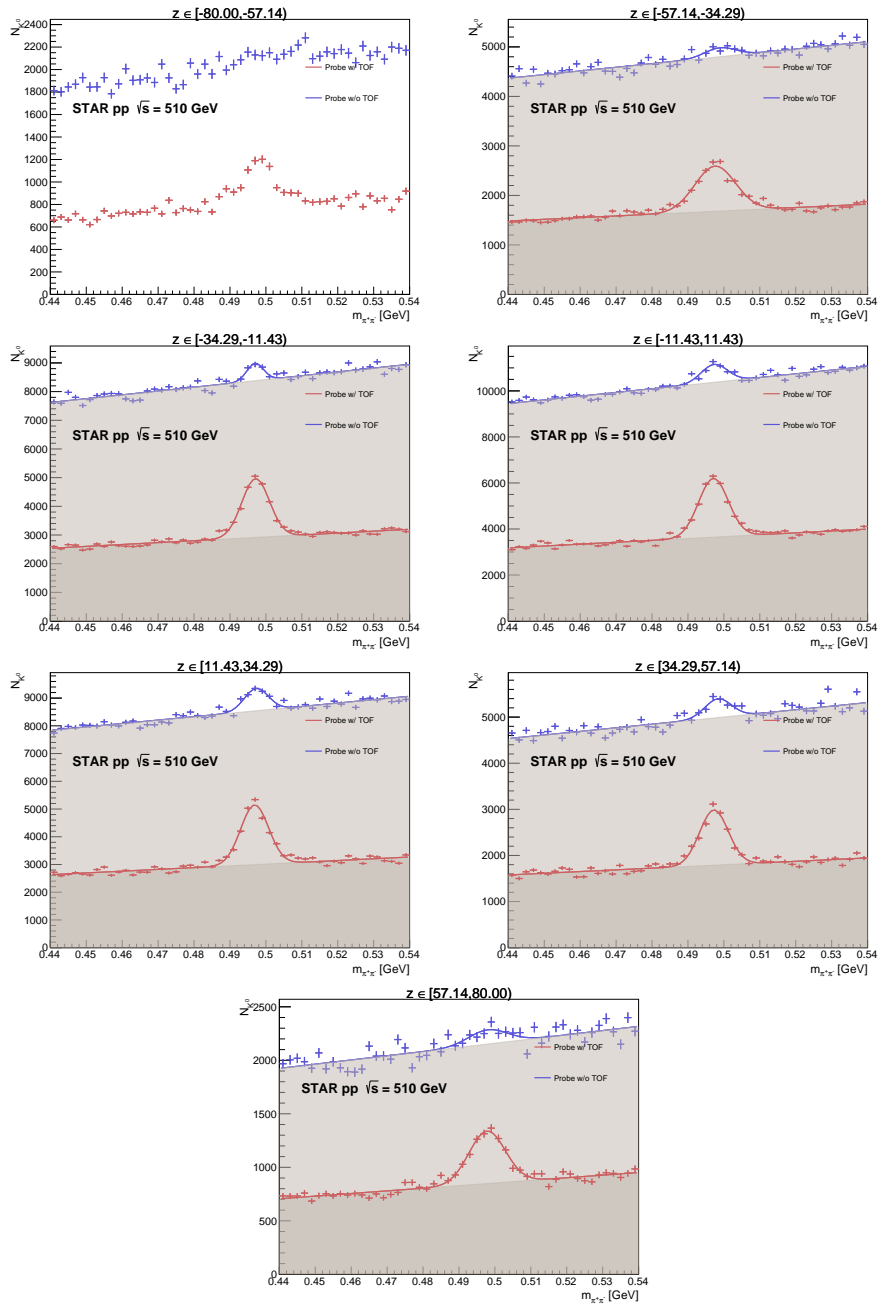 z ∈ [-80.00,-57.14)
N_K⁰
2400
2200
2000
1800
1600
1400
1200
1000
800
600
400
200
0
Probe w/ TOF
Probe w/o TOF
STAR pp √s = 510 GeV
0.44 0.45 0.46 0.47 0.48 0.49 0.5 0.51 0.52 0.53 0.54
m_π⁺π⁻ [GeV]
z ∈ [-57.14,-34.29)
N_K⁰
5000
4000
3000
2000
1000
0
Probe w/ TOF
Probe w/o TOF
STAR pp √s = 510 GeV
0.44 0.45 0.46 0.47 0.48 0.49 0.5 0.51 0.52 0.53 0.54
m_π⁺π⁻ [GeV]
z ∈ [-34.29,-11.43)
N_K⁰
9000
8000
7000
6000
5000
4000
3000
2000
1000
0
Probe w/ TOF
Probe w/o TOF
STAR pp √s = 510 GeV
0.44 0.45 0.46 0.47 0.48 0.49 0.5 0.51 0.52 0.53 0.54
m_π⁺π⁻ [GeV]
z ∈ [-11.43,11.43)
N_K⁰
10000
8000
6000
4000
2000
0
Probe w/ TOF
Probe w/o TOF
STAR pp √s = 510 GeV
0.44 0.45 0.46 0.47 0.48 0.49 0.5 0.51 0.52 0.53 0.54
m_π⁺π⁻ [GeV]
z ∈ [11.43,34.29)
N_K⁰
9000
8000
7000
6000
5000
4000
3000
2000
1000
0
Probe w/ TOF
Probe w/o TOF
STAR pp √s = 510 GeV
0.44 0.45 0.46 0.47 0.48 0.49 0.5 0.51 0.52 0.53 0.54
m_π⁺π⁻ [GeV]
z ∈ [34.29,57.14)
N_K⁰
5000
4000
3000
2000
1000
0
Probe w/ TOF
Probe w/o TOF
STAR pp √s = 510 GeV
0.44 0.45 0.46 0.47 0.48 0.49 0.5 0.51 0.52 0.53 0.54
m_π⁺π⁻ [GeV]
z ∈ [57.14,80.00)
N_K⁰
2500
2000
1500
1000
500
0
Probe w/ TOF
Probe w/o TOF
STAR pp √s = 510 GeV
0.44 0.45 0.46 0.47 0.48 0.49 0.5 0.51 0.52 0.53 0.54
m_π⁺π⁻ [GeV]